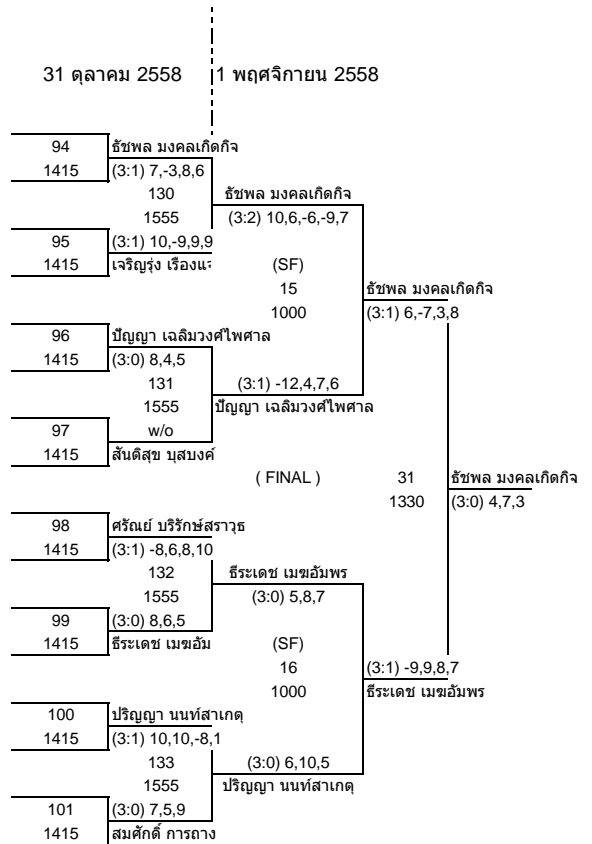 31 ตุลาคม 2558 1 พฤศจิกายน 2558
94 ธัชพล มงคลเกิดกิจ
1415 (3:1) 7,-3,8,6
130 ธัชพล มงคลเกิดกิจ
1555 (3:2) 10,6,-6,-9,7
95 (3:1) 10,-9,9,9
1415 เจริญรุ่ง เรืองแ (SF)
15 ธัชพล มงคลเกิดกิจ
1000 (3:1) 6,-7,3,8
96 ปัญญา เฉลิมวงศ์ไพศาล
1415 (3:0) 8,4,5
131 (3:1) -12,4,7,6
1555 ปัญญา เฉลิมวงศ์ไพศาล
97 w/o
1415 สันติสุข บุสบงค์
( FINAL ) 31 ธัชพล มงคลเกิดกิจ
1330 (3:0) 4,7,3
98 ศรัณย์ บริรักษ์สราวุธ
1415 (3:1) -8,6,8,10
132 ธีระเดช เมฆอัมพร
1555 (3:0) 5,8,7
99 (3:0) 8,6,5
1415 ธีระเดช เมฆอัม (SF)
16 (3:1) -9,9,8,7
1000 ธีระเดช เมฆอัมพร
100 ปริญญา นนท์สาเกตุ
1415 (3:1) 10,10,-8,1
133 (3:0) 6,10,5
1555 ปริญญา นนท์สาเกตุ
101 (3:0) 7,5,9
1415 สมศักดิ์ การถาง